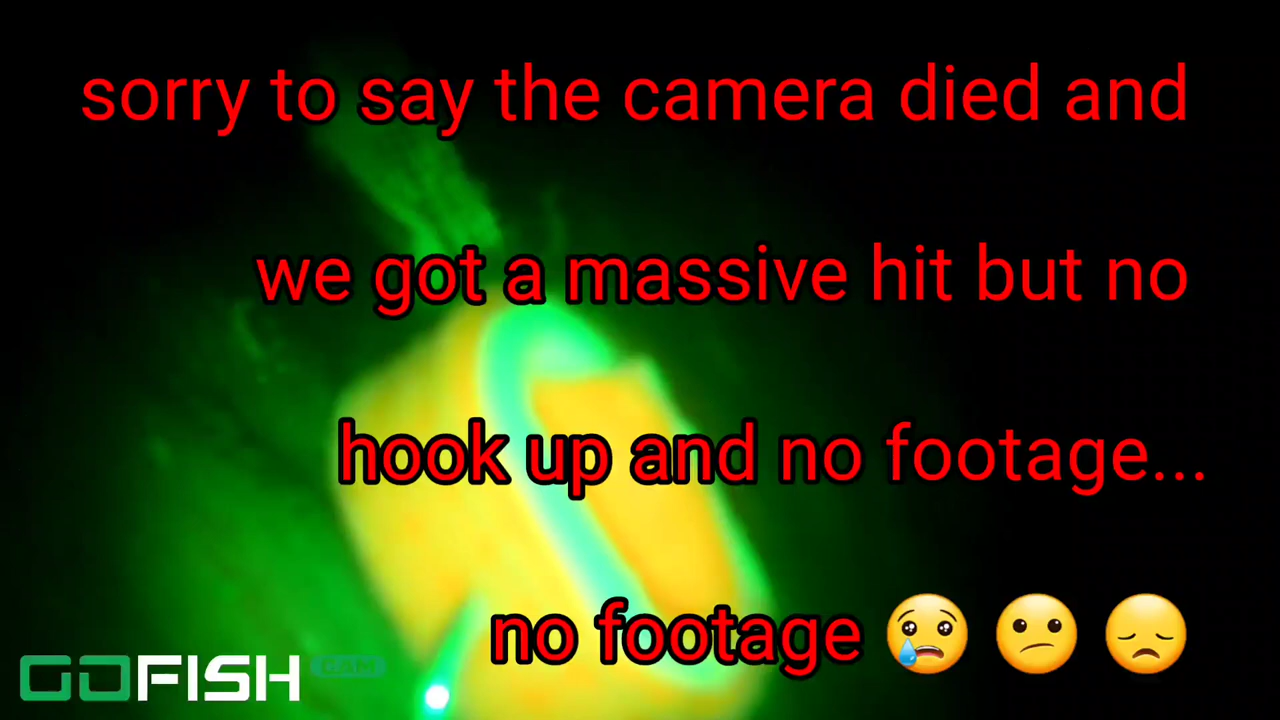 sorry to say the camera died and
we got a massive hit but no
hook up and no footage...
no footage 😢 😕 😞
GOFISH CAM